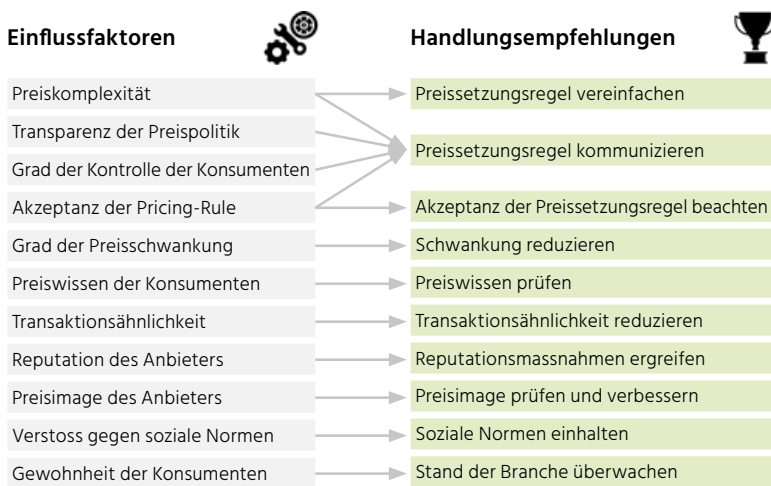 Einflussfaktoren
Handlungsempfehlungen
Preiskomplexität
Preissetzungsregel vereinfachen
Transparenz der Preispolitik
Preissetzungsregel kommunizieren
Grad der Kontrolle der Konsumenten
Akzeptanz der Pricing-Rule
Akzeptanz der Preissetzungsregel beachten
Grad der Preisschwankung
Schwankung reduzieren
Preiswissen der Konsumenten
Preiswissen prüfen
Transaktionsähnlichkeit
Transaktionsähnlichkeit reduzieren
Reputation des Anbieters
Reputationsmassnahmen ergreifen
Preisimage des Anbieters
Preisimage prüfen und verbessern
Verstoss gegen soziale Normen
Soziale Normen einhalten
Gewohnheit der Konsumenten
Stand der Branche überwachen